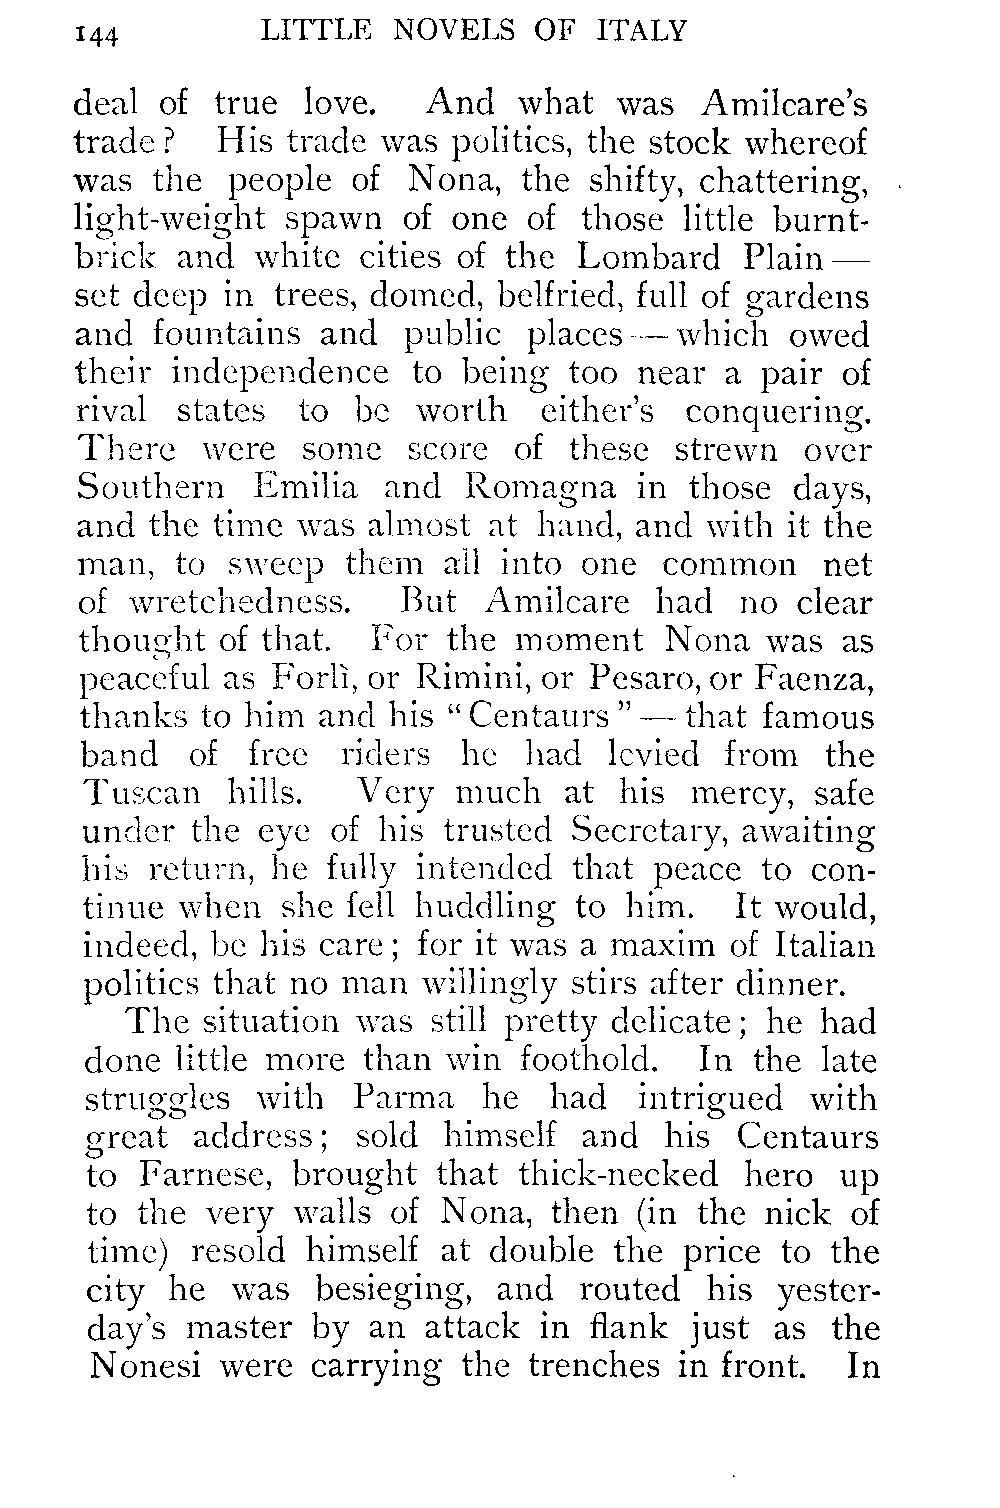 144 LITTLE NOVELS OF ITALY
deal of true love. And what was Amilcare's
trade? His trade was politics, the stock whereof
was the people of Nona, the shifty, chattering,
light-weight spawn of one of those little burnt-
brick and white cities of the Lombard Plain —
set deep in trees, domed, belfried, full of gardens
and fountains and public places — which owed
their independence to being too near a pair of
rival states to be worth either's conquering.
There were some score of these strewn over
Southern Emilia and Romagna in those days,
and the time was almost at hand, and with it the
man, to sweep them all into one common net
of wretchedness. But Amilcare had no clear
thought of that. For the moment Nona was as
peaceful as Forlì, or Rimini, or Pesaro, or Faenza,
thanks to him and his "Centaurs" — that famous
band of free riders he had levied from the
Tuscan hills. Very much at his mercy, safe
under the eye of his trusted Secretary, awaiting
his return, he fully intended that peace to con-
tinue when she fell huddling to him. It would,
indeed, be his care; for it was a maxim of Italian
politics that no man willingly stirs after dinner.
The situation was still pretty delicate; he had
done little more than win foothold. In the late
struggles with Parma he had intrigued with
great address; sold himself and his Centaurs
to Farnese, brought that thick-necked hero up
to the very walls of Nona, then (in the nick of
time) resold himself at double the price to the
city he was besieging, and routed his yester-
day's master by an attack in flank just as the
Nonesi were carrying the trenches in front. In